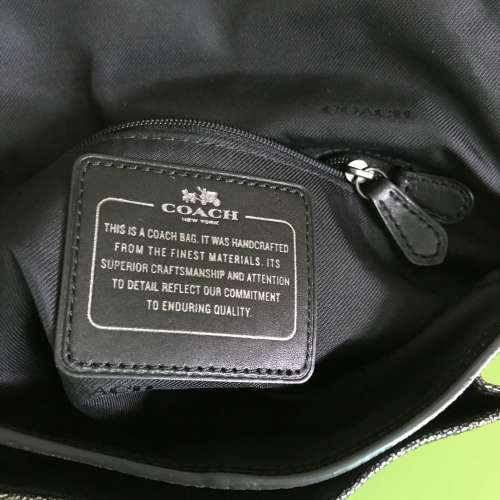 COACH
COACH
NEW YORK
THIS IS A COACH BAG. IT WAS HANDCRAFTED
FROM THE FINEST MATERIALS. ITS
SUPERIOR CRAFTSMANSHIP AND ATTENTION
TO DETAIL REFLECT OUR COMMITMENT
TO ENDURING QUALITY.
COACH